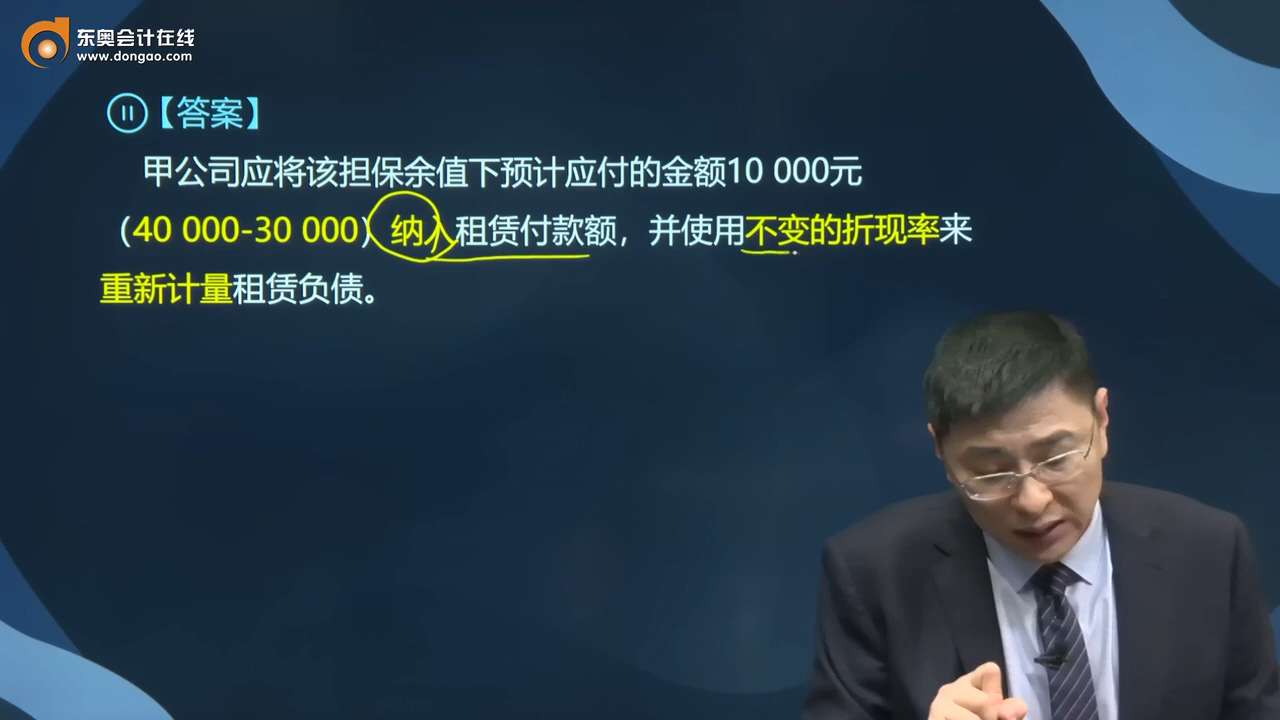 东奥会计在线
www.dongao.com
【答案】
甲公司应将该担保余值下预计应付的金额10 000元
（40 000-30 000）纳入租赁付款额，并使用不变的折现率来
重新计量租赁负债。